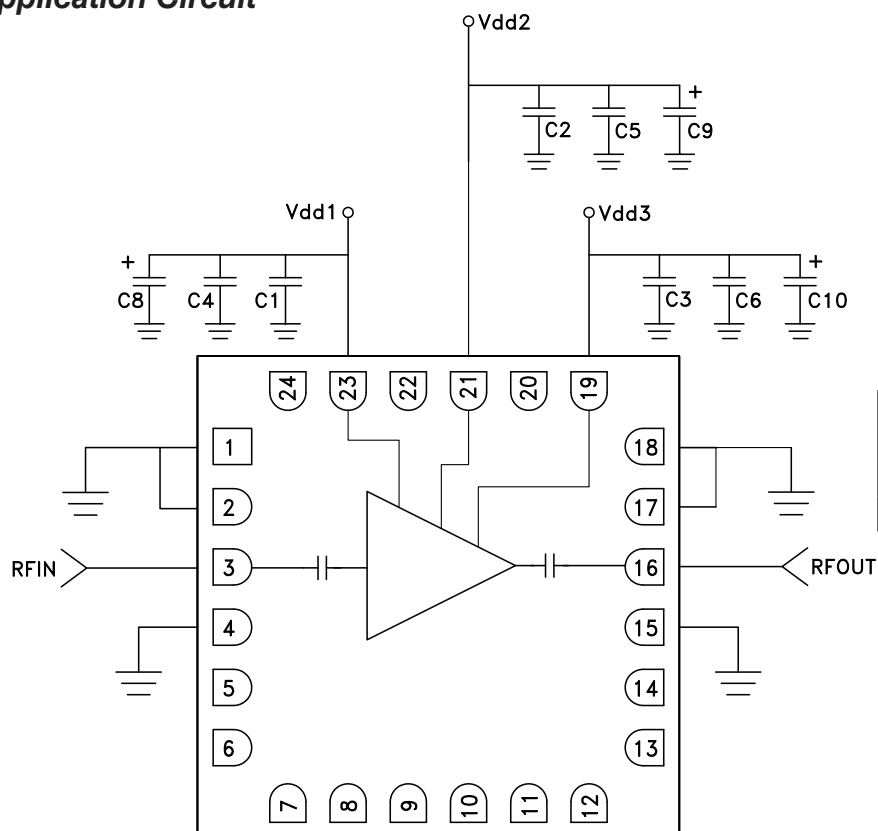 pplication Circuit
Vdd2
+
C2 C5 C9
Vdd1
Vdd3
+
C8 C4 C1
+
C3 C6 C10
24 23 22 21 20 19
1
18
2
17
RFIN
3
16
RFOUT
4
15
5
14
6
13
7 8 9 10 11 12